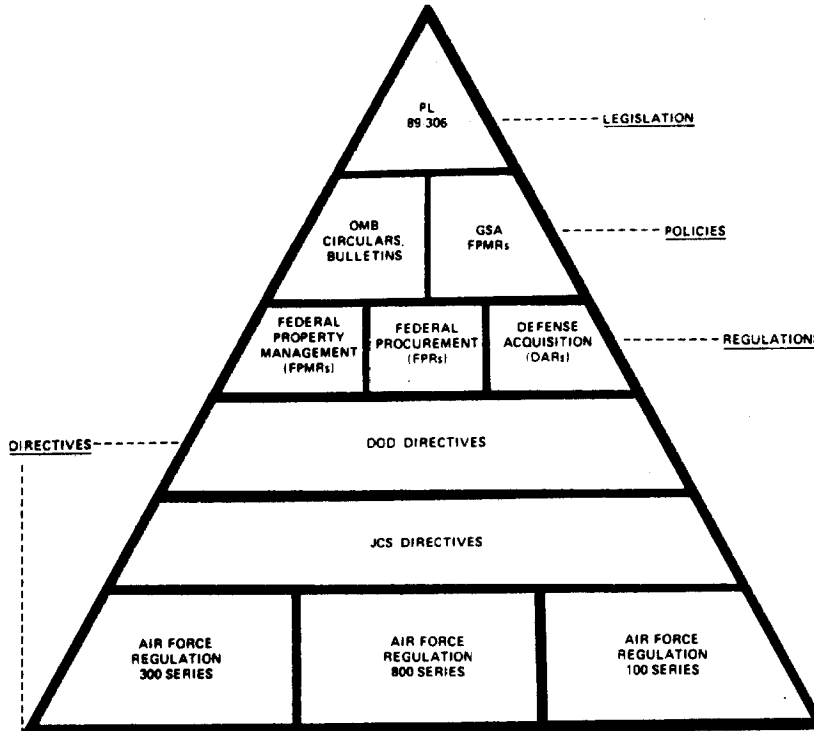 PL
89 306
LEGISLATION
OMB
CIRCULARS,
BULLETINS
GSA
FPMRs
POLICIES
FEDERAL
PROPERTY
MANAGEMENT
(FPMRs)
FEDERAL
PROCUREMENT
(FPRs)
DEFENSE
ACQUISITION
(DARs)
REGULATIONS
DIRECTIVES
DOD DIRECTIVES
JCS DIRECTIVES
AIR FORCE
REGULATION
300 SERIES
AIR FORCE
REGULATION
800 SERIES
AIR FORCE
REGULATION
100 SERIES